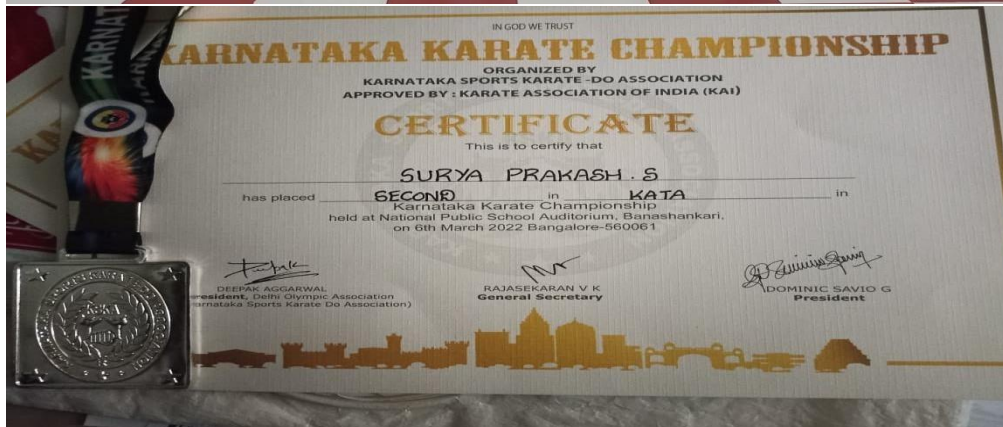 KARNAT
IN GOD WE TRUST
KARNATAKA KARATE CHAMPIONSHIP
ORGANIZED BY
KARNATAKA SPORTS KARATE -DO ASSOCIATION
APPROVED BY : KARATE ASSOCIATION OF INDIA (KAI)
CERTIFICATE
This is to certify that
SURYA PRAKASH . S
has placed SECOND in KATA in
Karnataka Karate Championship
held at National Public School Auditorium, Banashankari,
on 6th March 2022 Bangalore-560061
DEEPAK AGGARWAL
President, Delhi Olympic Association
Karnataka Sports Karate Do Association)
RAJASEKARAN V K
General Secretary
DOMINIC SAVIO G
President